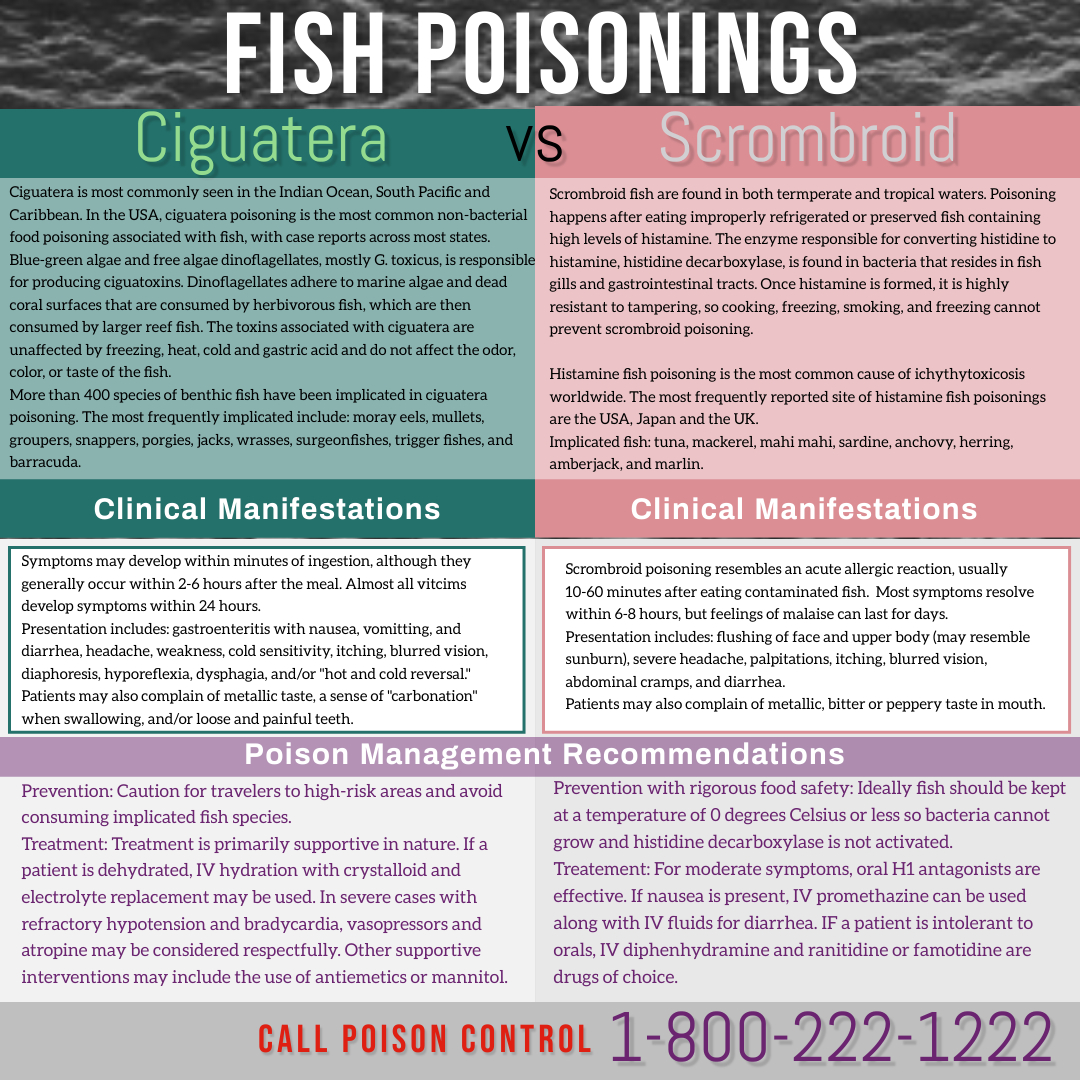 FISH POISONINGS
Ciguatera
vs
Scrombroid
Ciguatera is most commonly seen in the Indian Ocean, South Pacific and
Caribbean. In the USA, ciguatera poisoning is the most common non-bacterial
food poisoning associated with fish, with case reports across most states.
Blue-green algae and free algae dinoflagellates, mostly G. toxicus, is responsible
for producing ciguatoxins. Dinoflagellates adhere to marine algae and dead
coral surfaces that are consumed by herbivorous fish, which are then
consumed by larger reef fish. The toxins associated with ciguatera are
unaffected by freezing, heat, cold and gastric acid and do not affect the odor,
color, or taste of the fish.
More than 400 species of benthic fish have been implicated in ciguatera
poisoning. The most frequently implicated include: moray eels, mullets,
groupers, snappers, porgies, jacks, wrasses, surgeonfishes, trigger fishes, and
barracuda.
Scrombroid fish are found in both termperate and tropical waters. Poisoning
happens after eating improperly refrigerated or preserved fish containing
high levels of histamine. The enzyme responsible for converting histidine to
histamine, histidine decarboxylase, is found in bacteria that resides in fish
gills and gastrointestinal tracts. Once histamine is formed, it is highly
resistant to tampering, so cooking, freezing, smoking, and freezing cannot
prevent scrombroid poisoning.
Histamine fish poisoning is the most common cause of ichythytoxicosis
worldwide. The most frequently reported site of histamine fish poisonings
are the USA, Japan and the UK.
Implicated fish: tuna, mackerel, mahi mahi, sardine, anchovy, herring,
amberjack, and marlin.
Clinical Manifestations
Symptoms may develop within minutes of ingestion, although they
generally occur within 2-6 hours after the meal. Almost all vitcims
develop symptoms within 24 hours.
Presentation includes: gastroenteritis with nausea, vomitting, and
diarrhea, headache, weakness, cold sensitivity, itching, blurred vision,
diaphoresis, hyporeflexia, dysphagia, and/or "hot and cold reversal."
Patients may also complain of metallic taste, a sense of "carbonation"
when swallowing, and/or loose and painful teeth.
Clinical Manifestations
Scrombroid poisoning resembles an acute allergic reaction, usually
10-60 minutes after eating contaminated fish. Most symptoms resolve
within 6-8 hours, but feelings of malaise can last for days.
Presentation includes: flushing of face and upper body (may resemble
sunburn), severe headache, palpitations, itching, blurred vision,
abdominal cramps, and diarrhea.
Patients may also complain of metallic, bitter or peppery taste in mouth.
Poison Management Recommendations
Prevention: Caution for travelers to high-risk areas and avoid
consuming implicated fish species.
Treatment: Treatment is primarily supportive in nature. If a
patient is dehydrated, IV hydration with crystalloid and
electrolyte replacement may be used. In severe cases with
refractory hypotension and bradycardia, vasopressors and
atropine may be considered respectfully. Other supportive
interventions may include the use of antiemetics or mannitol.
Prevention with rigorous food safety: Ideally fish should be kept
at a temperature of 0 degrees Celsius or less so bacteria cannot
grow and histidine decarboxylase is not activated.
Treatement: For moderate symptoms, oral H1 antagonists are
effective. If nausea is present, IV promethazine can be used
along with IV fluids for diarrhea. IF a patient is intolerant to
orals, IV diphenhydramine and ranitidine or famotidine are
drugs of choice.
CALL POISON CONTROL 1-800-222-1222